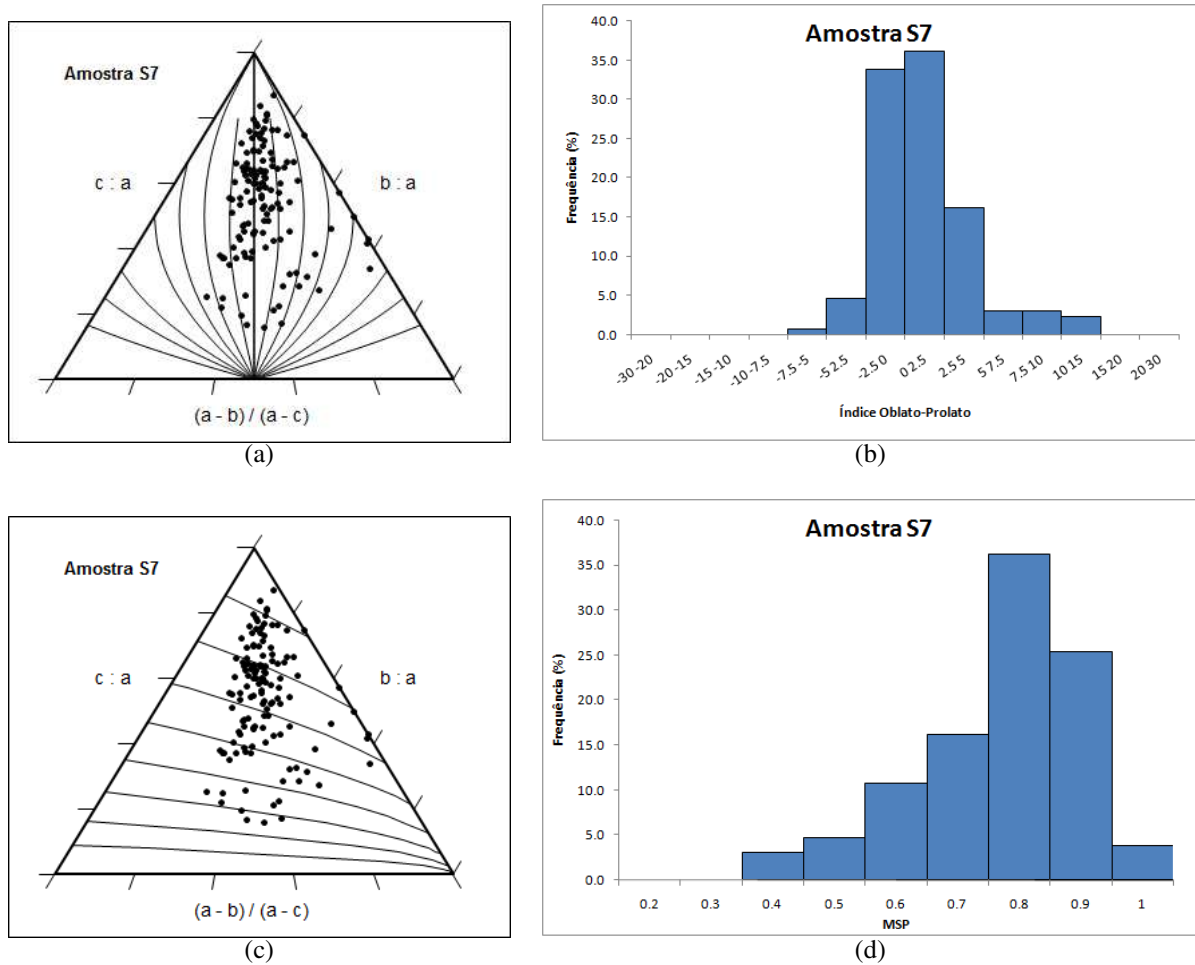 Amostra S7
c : a
b : a
(a - b) / (a - c)
(a)
Amostra S7
Frequência (%)
40.0
35.0
30.0
25.0
20.0
15.0
10.0
5.0
0.0
-30 -20
-20 -15
-15 -10
-10 -7.5
-7.5 -5
-5 2.5
-2.5 0
0 2.5
2.5 5
5 7.5
7.5 10
10 15
15 20
20 30
Índice Oblato-Prolato
(b)
Amostra S7
c : a
b : a
(a - b) / (a - c)
(c)
Amostra S7
Frequência (%)
40.0
35.0
30.0
25.0
20.0
15.0
10.0
5.0
0.0
0.2 0.3 0.4 0.5 0.6 0.7 0.8 0.9 1
MSP
(d)